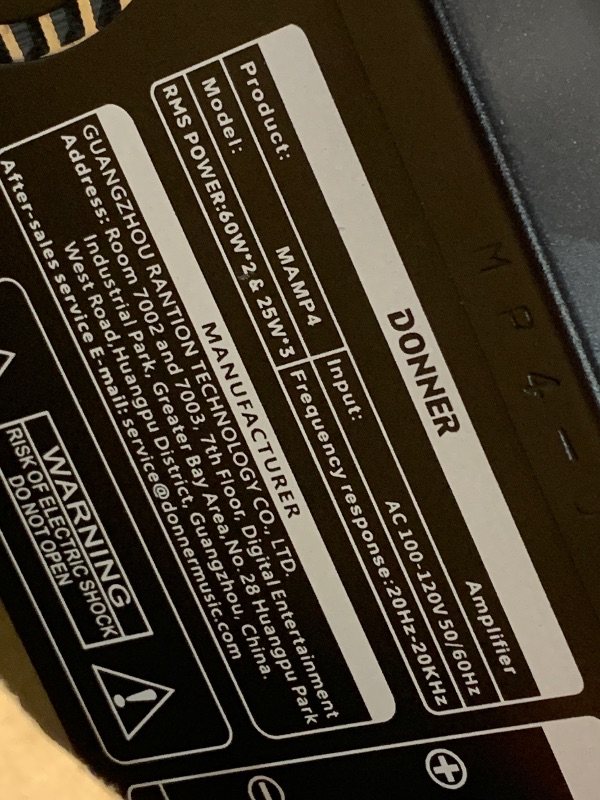 DONNER
Product: Amplifier
Model: MAMP4 Input: AC 100-120V 50/60Hz
RMS POWER:60W*2 & 25W*3 Frequency response:20Hz-20KHz
MANUFACTURER
GUANGZHOU RANTION TECHNOLOGY CO., LTD.
Address: Room 7002 and 7003, 7th Floor, Digital Entertainment
Industrial Park, Greater Bay Area,No.28 Huangpu Park
West Road,Huangpu District, Guangzhou, China.
After-sales service E-mail: service@donnermusic.com
WARNING
RISK OF ELECTRIC SHOCK
DO NOT OPEN
MP4-